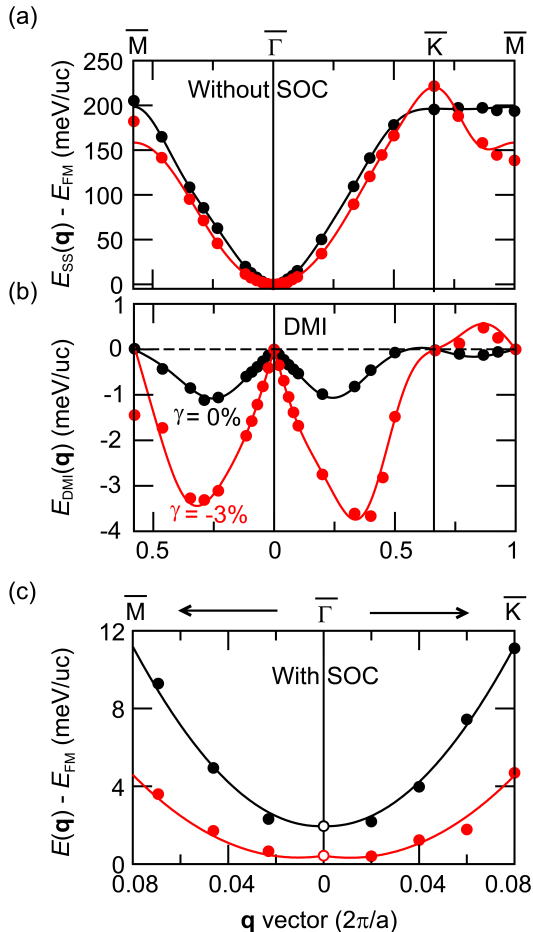 (a)
M Γ K M
Without SOC
E_SS(q) - E_FM (meV/uc)
250
200
150
100
50
0
(b)
DMI
E_DMI(q) (meV/uc)
1
0
-1
-2
-3
-4
γ = 0%
γ = -3%
0.5 0 0.5 1
(c)
M Γ K
With SOC
E(q) - E_FM (meV/uc)
12
8
4
0
0.08 0.04 0 0.04 0.08
q vector (2π/a)